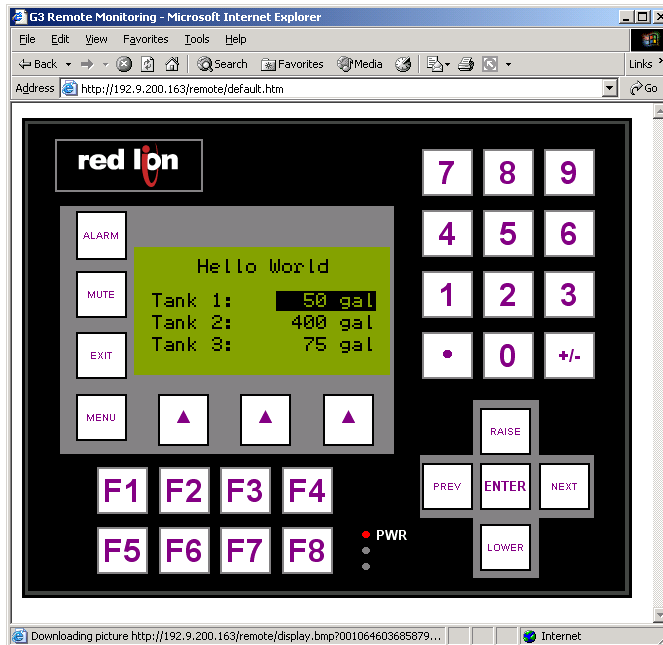 G3 Remote Monitoring - Microsoft Internet Explorer
File Edit View Favorites Tools Help
Back Search Favorites Media Links »
Address http://192.9.200.163/remote/default.htm Go
red lion
7 8 9
ALARM
4 5 6
Hello World
MUTE
Tank 1: 50 gal
1 2 3
Tank 2: 400 gal
Tank 3: 75 gal
EXIT
• 0 +/-
MENU
RAISE
F1 F2 F3 F4
PREV ENTER NEXT
PWR
F5 F6 F7 F8
LOWER
Downloading picture http://192.9.200.163/remote/display.bmp?001064603685879... Internet